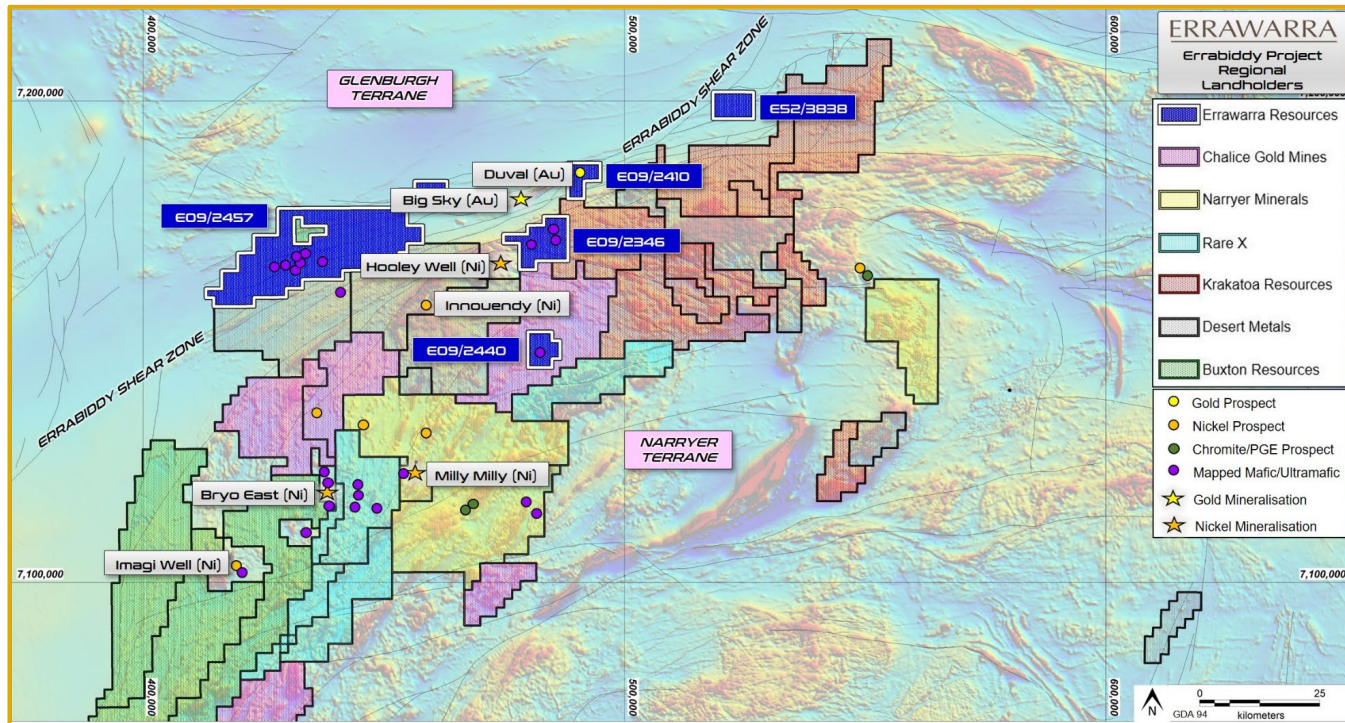 400,000
500,000
600,000
ERRAWARRA
Errabiddy Project
Regional
Landholders
7,200,000
GLENBURGH
TERRANE
ERRABIDDY SHEAR ZONE
E52/3838
Errawarra Resources
Chalice Gold Mines
Narryer Minerals
Rare X
Krakatoa Resources
Desert Metals
Buxton Resources
Duval (Au)
E09/2410
Big Sky (Au)
E09/2457
E09/2346
Hooley Well (Ni)
Innouendy (Ni)
E09/2440
ERRABIDDY SHEAR ZONE
NARRYER
TERRANE
Gold Prospect
Nickel Prospect
Chromite/PGE Prospect
Mapped Mafic/Ultramafic
Gold Mineralisation
Nickel Mineralisation
Milly Milly (Ni)
Bryo East (Ni)
Imagi Well (Ni)
7,100,000
7,100,000
400,000
500,000
600,000
N
GDA 94
0
25
kilometers